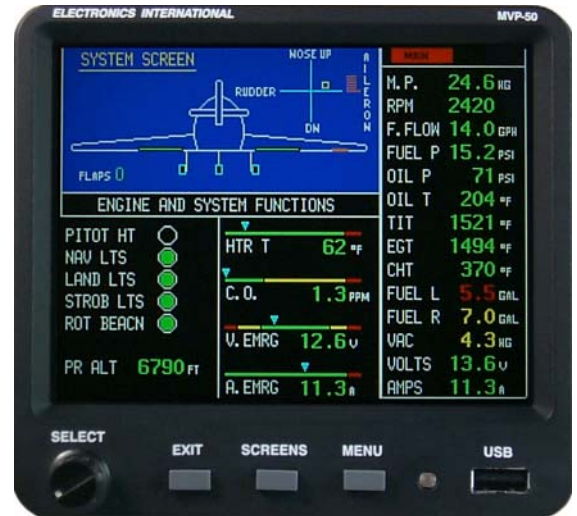 ELECTRONICS INTERNATIONAL
MVP-50
SYSTEM SCREEN
NOSE UP
AILERON
RUDDER
DN
FLAPS 0
ENGINE AND SYSTEM FUNCTIONS
PITOT HT
NAV LTS
LAND LTS
STROB LTS
ROT BEACN
PR ALT 6790 FT
HTR T 62 °F
C.O. 1.3 PPM
V.EMRG 12.6 V
A.EMRG 11.3 A
M.P. 24.6 HG
RPM 2420
F.FLOW 14.0 GPH
FUEL P 15.2 PSI
OIL P 71 PSI
OIL T 204 °F
TIT 1521 °F
EGT 1494 °F
CHT 370 °F
FUEL L 5.5 GAL
FUEL R 7.0 GAL
VAC 4.3 HG
VOLTS 13.6 V
AMPS 11.3 A
SELECT
EXIT
SCREENS
MENU
USB